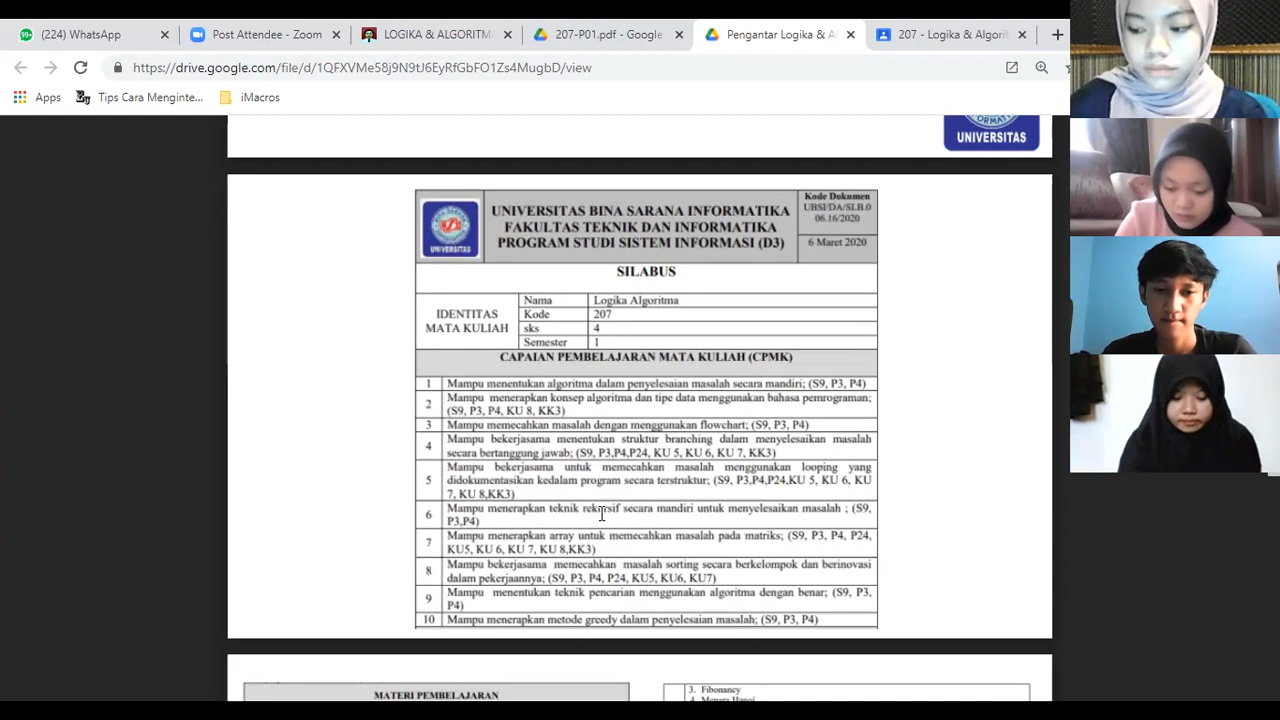 (224) WhatsApp
Post Attendee - Zoom
LOGIKA & ALGORITM
207-P01.pdf - Google
Pengantar Logika & A
207 - Logika & Algori
https://drive.google.com/file/d/1QFXVMe58j9N9tJ6EyRfGbFO1Zs4MugbD/view
Apps
Tips Cara Menginte...
iMacros
UNIVERSITAS
UNIVERSITAS
UNIVERSITAS BINA SARANA INFORMATIKA
FAKULTAS TEKNIK DAN INFORMATIKA
PROGRAM STUDI SISTEM INFORMASI (D3)
Kode Dokumen
UBSI/DA/SLB.0
06.16/2020
6 Maret 2020
SILABUS
IDENTITAS
MATA KULIAH
Nama Logika Algoritma
Kode 207
sks 4
Semester 1
CAPAIAN PEMBELAJARAN MATA KULIAH (CPMK)
1 Mampu menentukan algoritma dalam penyelesaian masalah secara mandiri; (S9, P3, P4)
2 Mampu menerapkan konsep algoritma dan tipe data menggunakan bahasa pemrograman;
(S9, P3, P4, KU 8, KK3)
3 Mampu memecahkan masalah dengan menggunakan flowchart; (S9, P3, P4)
4 Mampu bekerjasama menentukan struktur branching dalam menyelesaikan masalah
secara bertanggung jawab; (S9, P3,P4,P24, KU 5, KU 6, KU 7, KK3)
5 Mampu bekerjasama untuk memecahkan masalah menggunakan looping yang
didokumentasikan kedalam program secara terstruktur; (S9, P3,P4,P24,KU 5, KU 6, KU
7, KU 8,KK3)
6 Mampu menerapkan teknik rekursif secara mandiri untuk menyelesaikan masalah ; (S9,
P3,P4)
7 Mampu menerapkan array untuk memecahkan masalah pada matriks; (S9, P3, P4, P24,
KU5, KU 6, KU 7, KU 8,KK3)
8 Mampu bekerjasama memecahkan masalah sorting secara berkelompok dan berinovasi
dalam pekerjaannya; (S9, P3, P4, P24, KU5, KU6, KU7)
9 Mampu menentukan teknik pencarian menggunakan algoritma dengan benar; (S9, P3,
P4)
10 Mampu menerapkan metode greedy dalam penyelesaian masalah; (S9, P3, P4)
MATERI PEMBELAJARAN
3. Fibonancy
4. Menara Hanoi